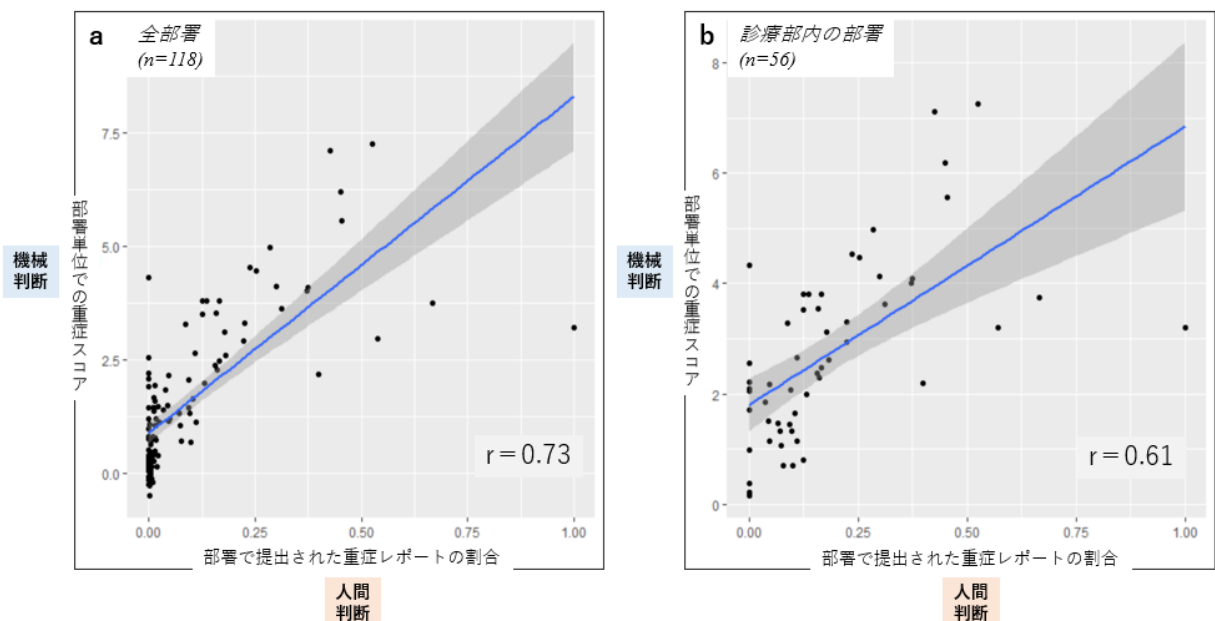 a
全部署
(n=118)
7.5
5.0
2.5
0.0
部署単位での重症スコア
機械
判断
r＝0.73
0.00
0.25
0.50
0.75
1.00
部署で提出された重症レポートの割合
人間
判断
b
診療部内の部署
(n=56)
8
6
4
2
0
部署単位での重症スコア
機械
判断
r＝0.61
0.00
0.25
0.50
0.75
1.00
部署で提出された重症レポートの割合
人間
判断